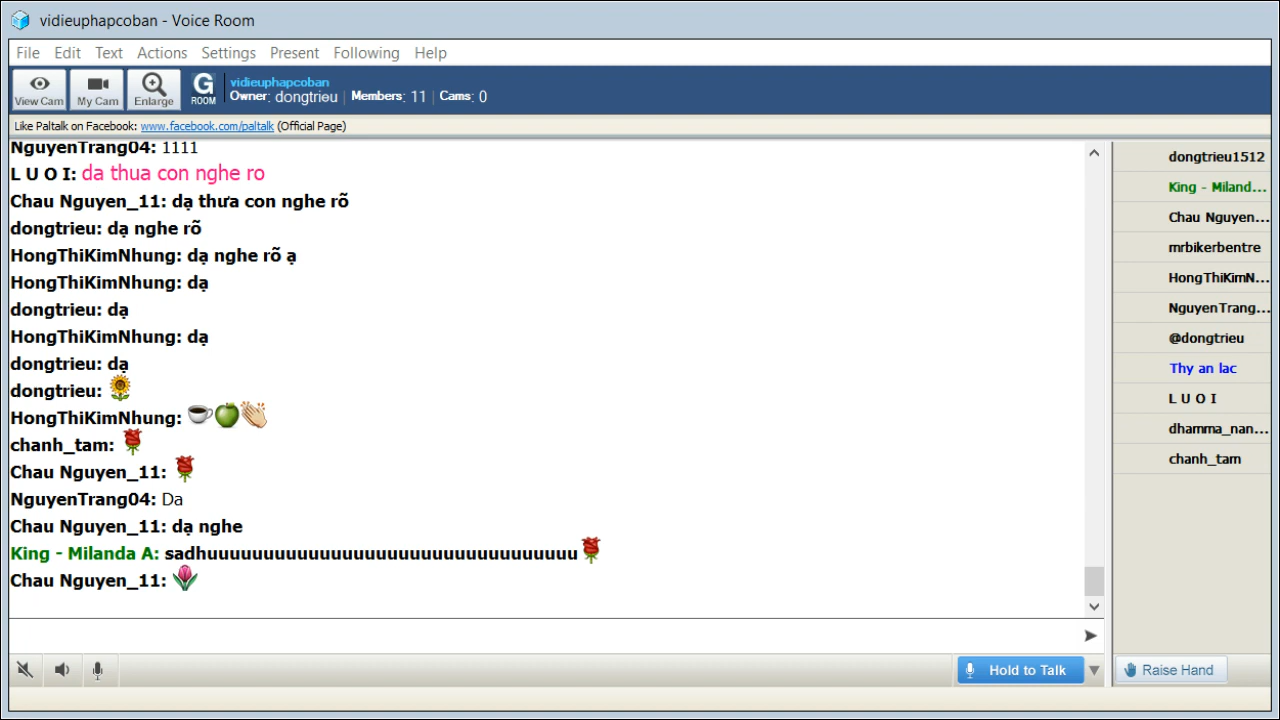 vidieuphapcoban - Voice Room
File Edit Text Actions Settings Present Following Help
View Cam My Cam Enlarge G ROOM
vidieuphapcoban
Owner: dongtrieu | Members: 11 | Cams: 0
Like Paltalk on Facebook: www.facebook.com/paltalk (Official Page)
NguyenTrang04: 1111
L U O I: da thua con nghe ro
Chau Nguyen_11: dạ thưa con nghe rõ
dongtrieu: dạ nghe rõ
HongThiKimNhung: dạ nghe rõ ạ
HongThiKimNhung: dạ
dongtrieu: dạ
HongThiKimNhung: dạ
dongtrieu: dạ
dongtrieu:
HongThiKimNhung:
chanh_tam:
Chau Nguyen_11:
NguyenTrang04: Da
Chau Nguyen_11: dạ nghe
King - Milanda A: sadhuuuuuuuuuuuuuuuuuuuuuuuuuuuuuuuuu
Chau Nguyen_11:
dongtrieu1512
King - Miland...
Chau Nguyen...
mrbikerbentre
HongThiKimN...
NguyenTrang...
@dongtrieu
Thy an lac
L U O I
dhamma_nan...
chanh_tam
Hold to Talk
Raise Hand